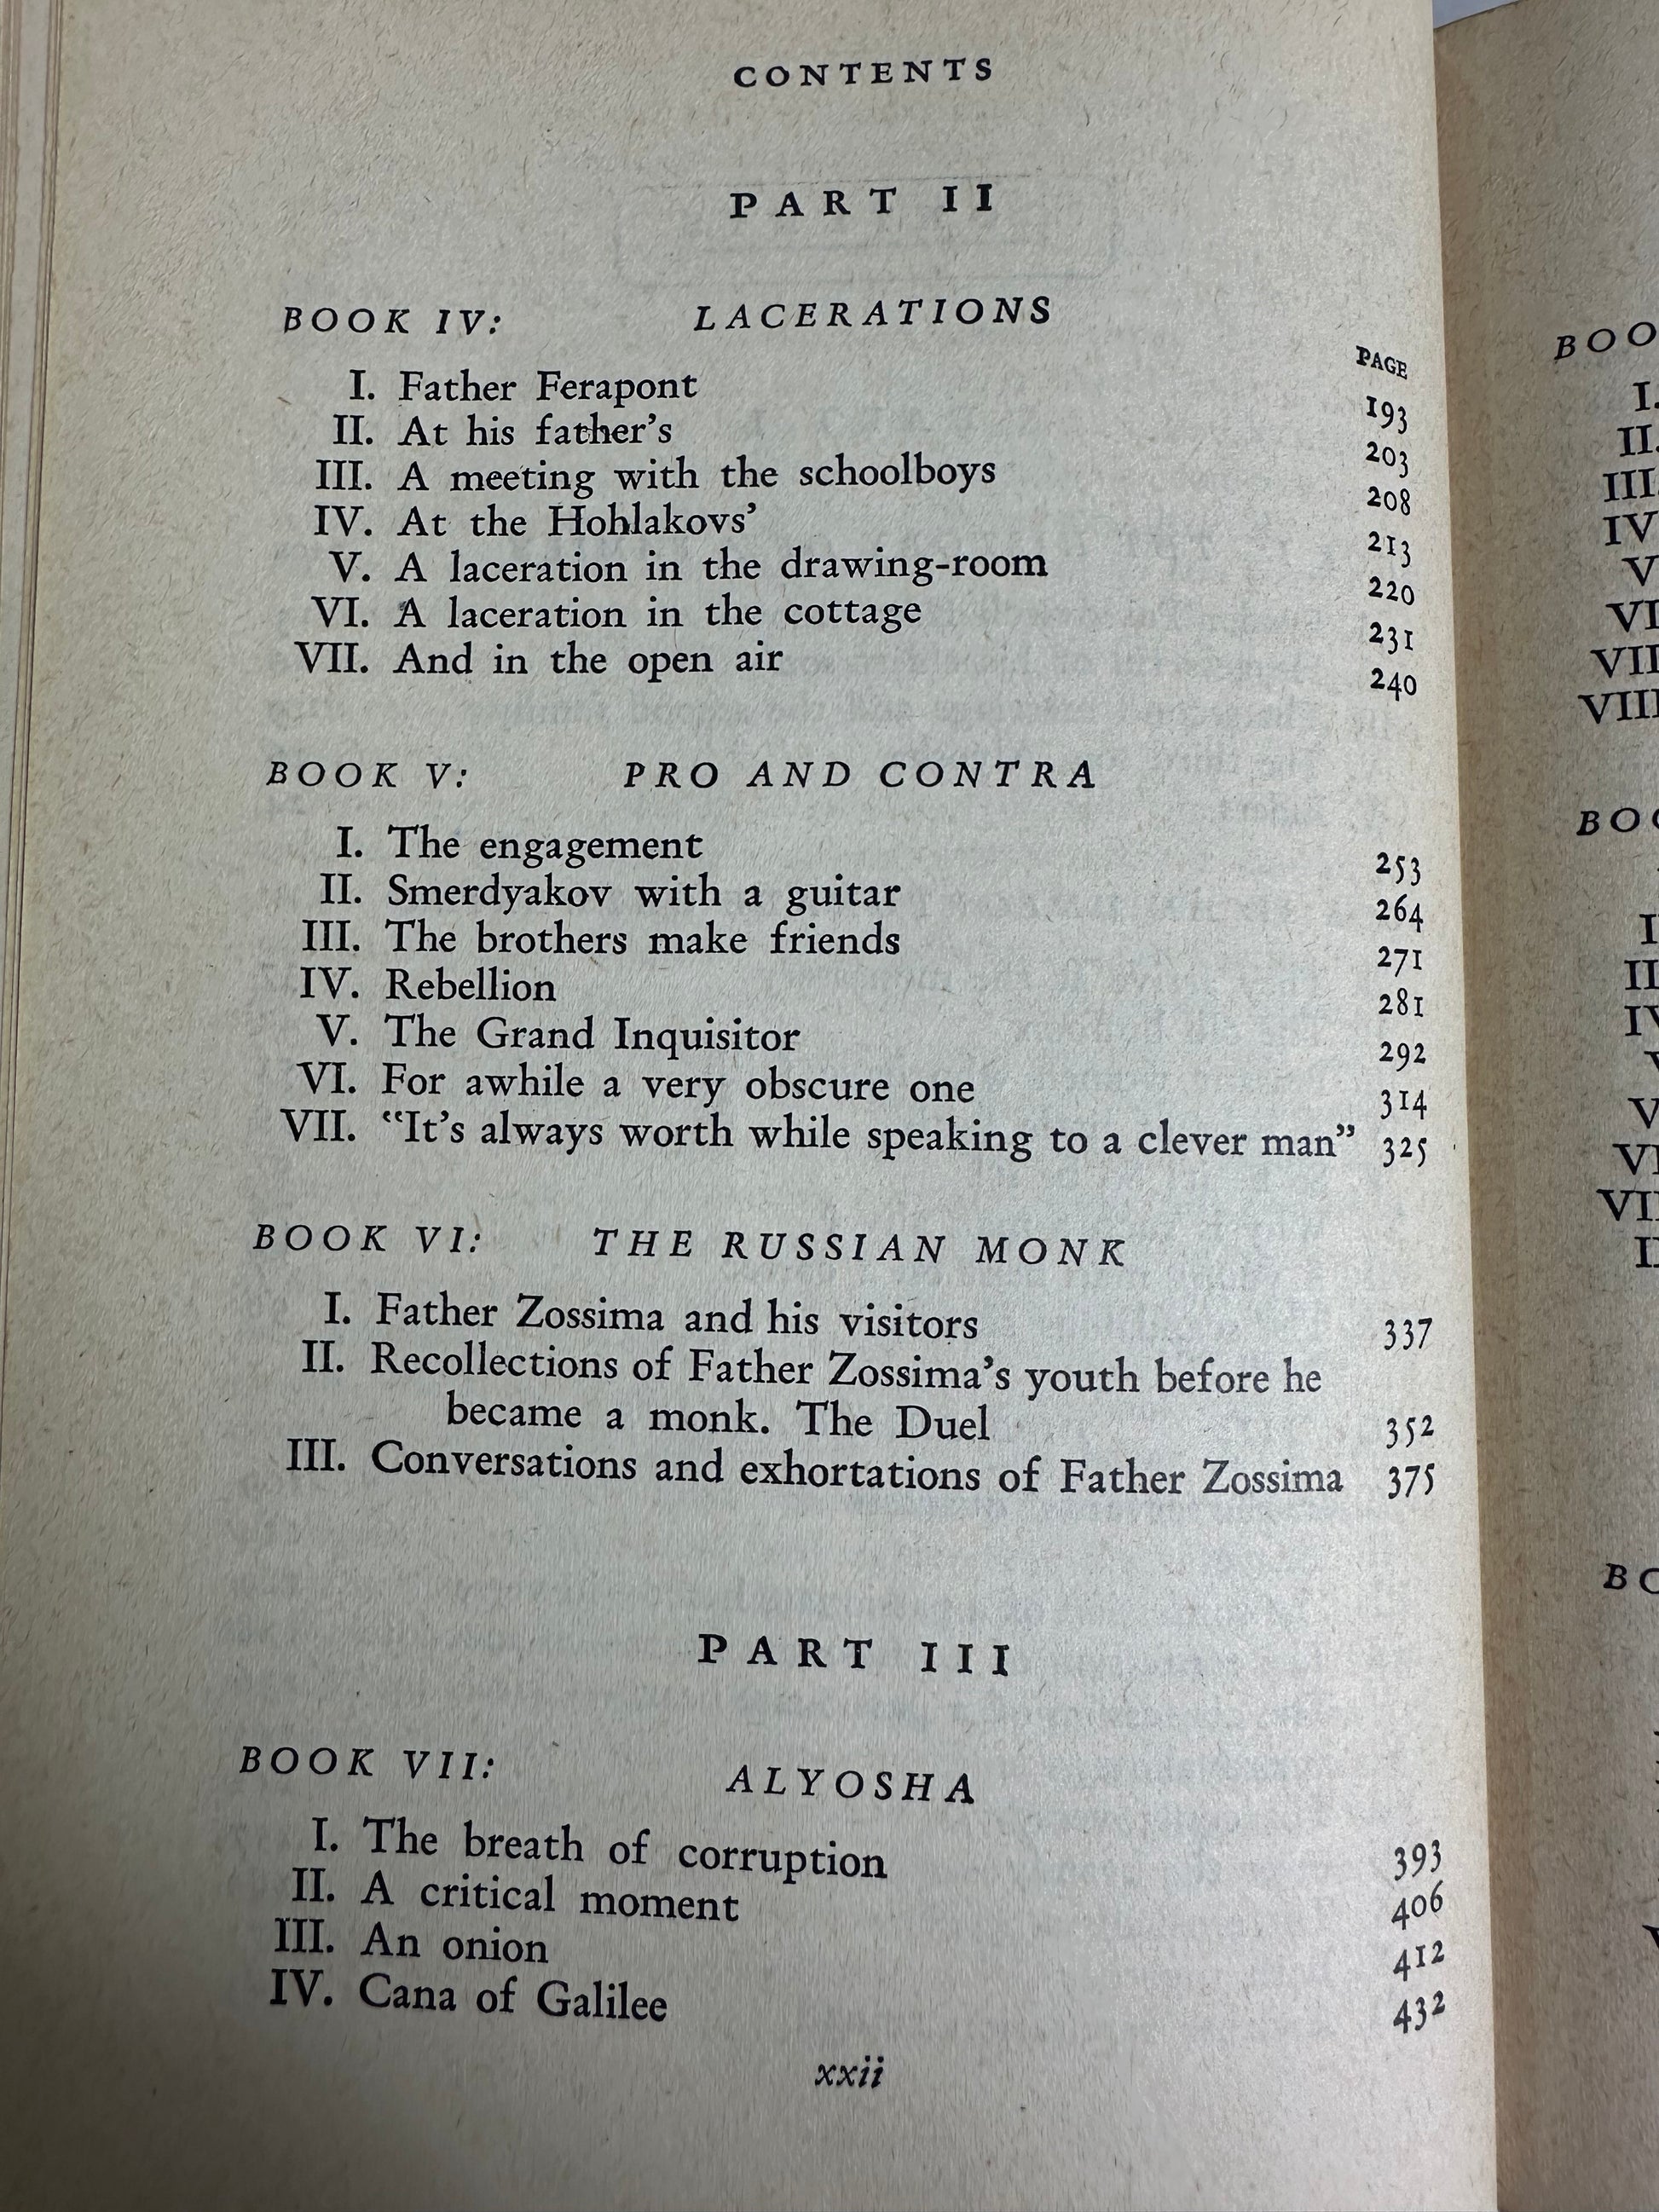 CONTENTS
PART II
BOOK IV: LACERATIONS
PAGE
I. Father Ferapont 193
II. At his father's 203
III. A meeting with the schoolboys 208
IV. At the Hohlakovs’ 213
V. A laceration in the drawing-room 220
VI. A laceration in the cottage 231
VII. And in the open air 240
BOOK V: PRO AND CONTRA
I. The engagement 253
II. Smerdyakov with a guitar 264
III. The brothers make friends 271
IV. Rebellion 281
V. The Grand Inquisitor 292
VI. For awhile a very obscure one 314
VII. “It’s always worth while speaking to a clever man” 325
BOOK VI: THE RUSSIAN MONK
I. Father Zossima and his visitors 337
II. Recollections of Father Zossima’s youth before he
became a monk. The Duel 352
III. Conversations and exhortations of Father Zossima 375
PART III
BOOK VII: ALYOSHA
I. The breath of corruption 393
II. A critical moment 406
III. An onion 412
IV. Cana of Galilee 432
xxii